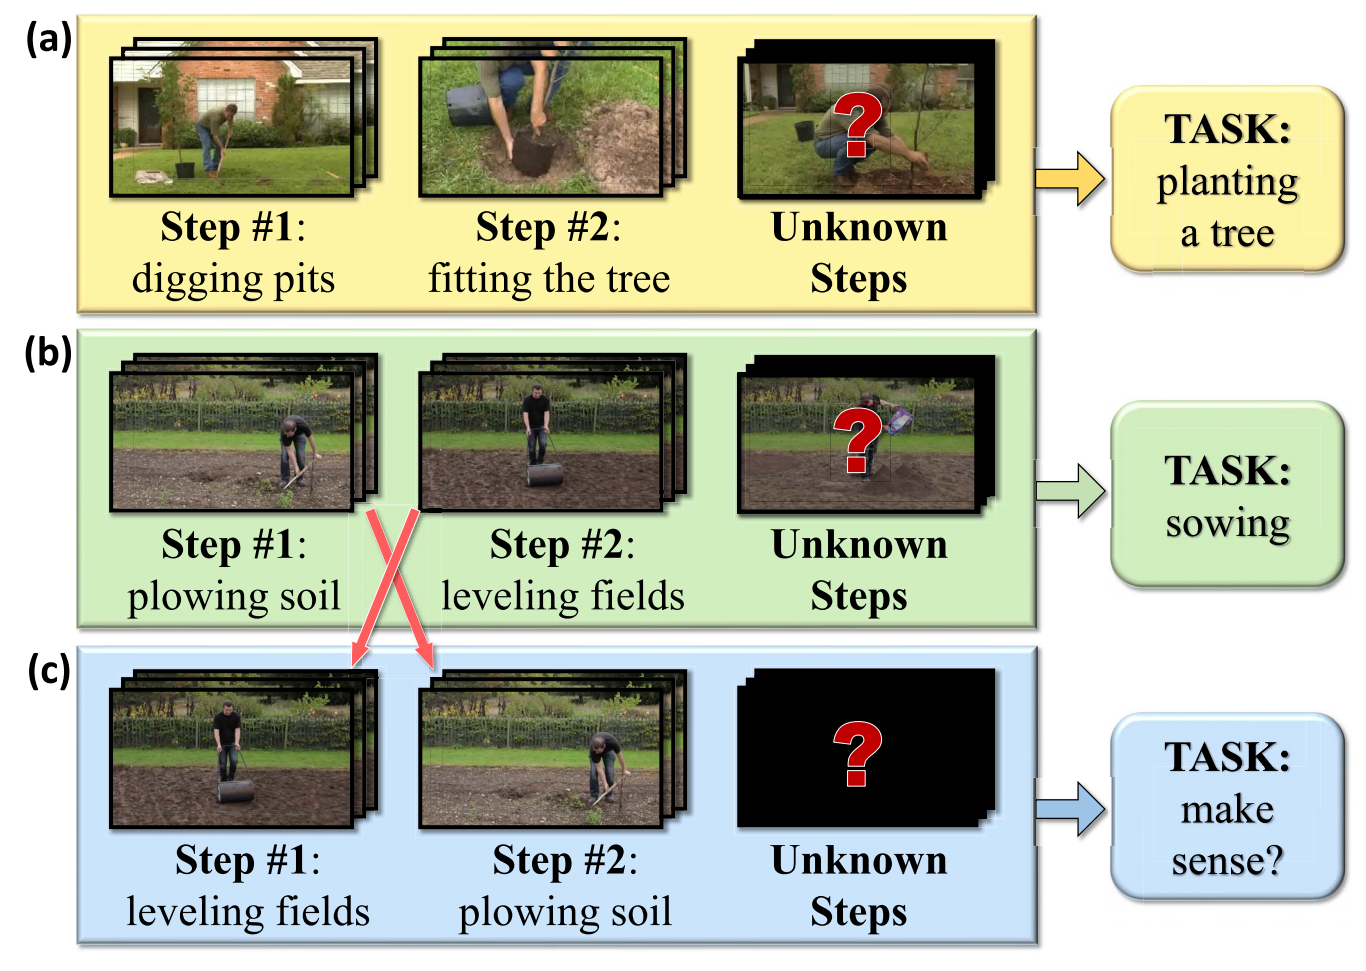 (a)
Step #1:
digging pits
Step #2:
fitting the tree
?
Unknown
Steps
TASK:
planting
a tree
(b)
Step #1:
plowing soil
Step #2:
leveling fields
?
Unknown
Steps
TASK:
sowing
(c)
Step #1:
leveling fields
Step #2:
plowing soil
?
Unknown
Steps
TASK:
make
sense?